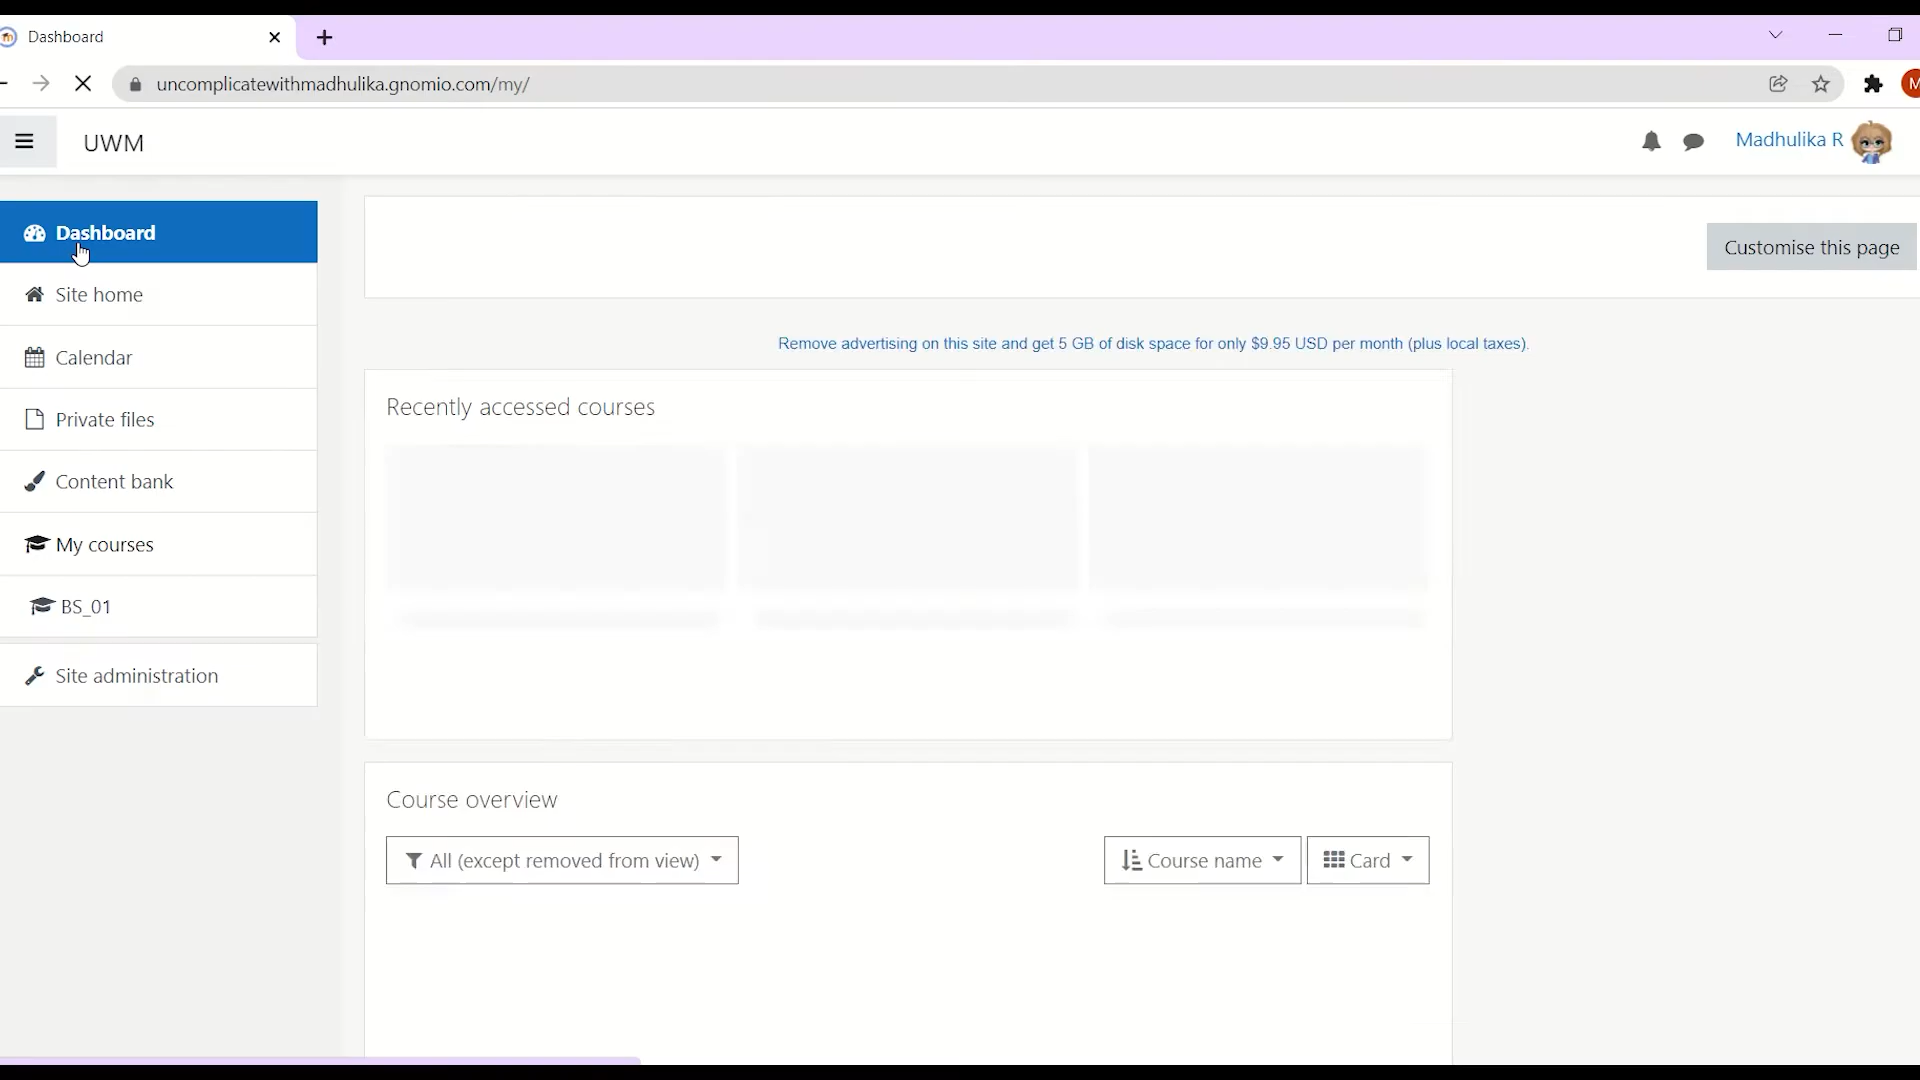 Dashboard
uncomplicatewithmadhulika.gnomio.com/my/
M
UWM
Madhulika R
Dashboard
Customise this page
Site home
Remove advertising on this site and get 5 GB of disk space for only $9.95 USD per month (plus local taxes).
Calendar
Recently accessed courses
Private files
Content bank
My courses
BS_01
Site administration
Course overview
All (except removed from view)
Course name
Card